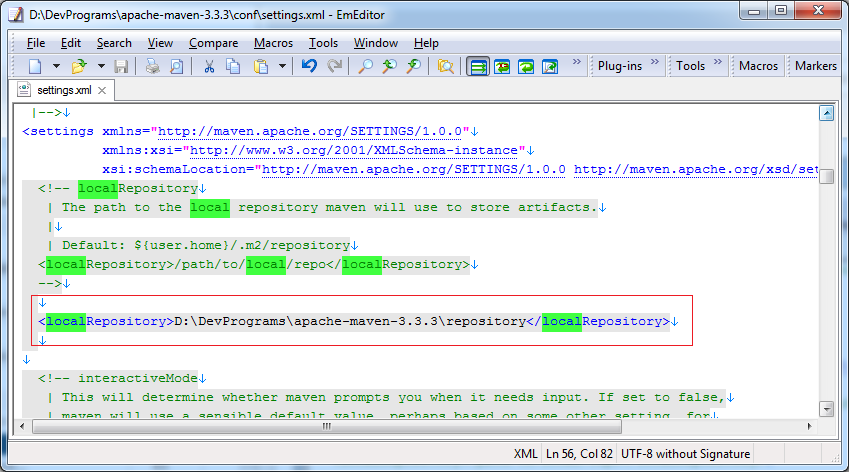 D:\DevPrograms\apache-maven-3.3.3\conf\settings.xml - EmEditor
File Edit Search View Compare Macros Tools Window Help
Plug-ins » Tools » Macros Markers
settings.xml
|-->↓
<settings xmlns="http://maven.apache.org/SETTINGS/1.0.0"↓
xmlns:xsi="http://www.w3.org/2001/XMLSchema-instance"↓
xsi:schemaLocation="http://maven.apache.org/SETTINGS/1.0.0 http://maven.apache.org/xsd/set
<!-- localRepository↓
| The path to the local repository maven will use to store artifacts.↓
|↓
| Default: ${user.home}/.m2/repository↓
<localRepository>/path/to/local/repo</localRepository>↓
-->↓
↓
<localRepository>D:\DevPrograms\apache-maven-3.3.3\repository</localRepository>↓
↓
↓
<!-- interactiveMode↓
| This will determine whether maven prompts you when it needs input. If set to false,↓
| maven will use a sensible default value, perhaps based on some other setting, for↓
XML Ln 56, Col 82 UTF-8 without Signature